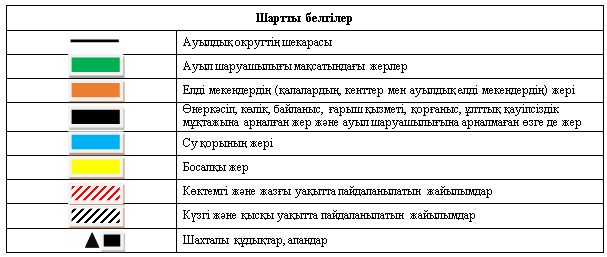 Шартты белгілер
Ауылдық округтің шекарасы
Ауыл шаруашылығы мақсатындағы жерлер
Елді мекендердің (қалалардың, кенттер мен ауылдық елді мекендердің) жері
Өнеркәсіп, көлік, байланыс, ғарыш қызметі, қорғаныс, ұлттық қауіпсіздік
мұқтажына арналған жер және ауыл шаруашылығына арналмаған өзге де жер
Су қорының жері
Босалқы жер
Көктемгі және жазғы уақытта пайдаланылатын жайылымдар
Күзгі және қысқы уақытта пайдаланылатын жайылымдар
Шахталы құдықтар, апандар